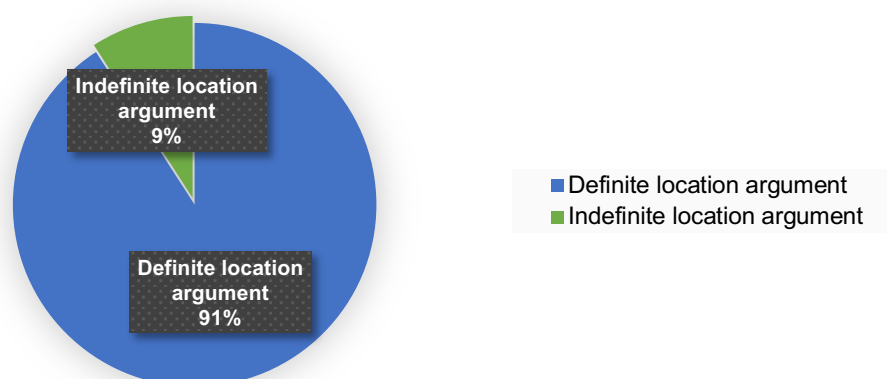 Indefinite location
argument
9%
Definite location
argument
91%
Definite location argument
Indefinite location argument